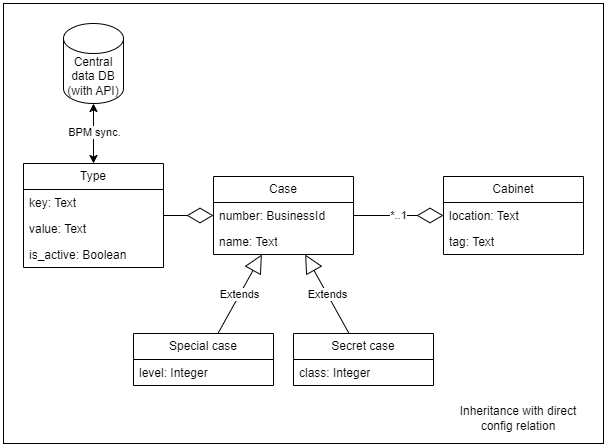 Central
data DB
(with API)
BPM sync.
Type
key: Text
value: Text
is_active: Boolean
Case
number: BusinessId
name: Text
*..1
Cabinet
location: Text
tag: Text
Extends
Extends
Special case
level: Integer
Secret case
class: Integer
Inheritance with direct
config relation